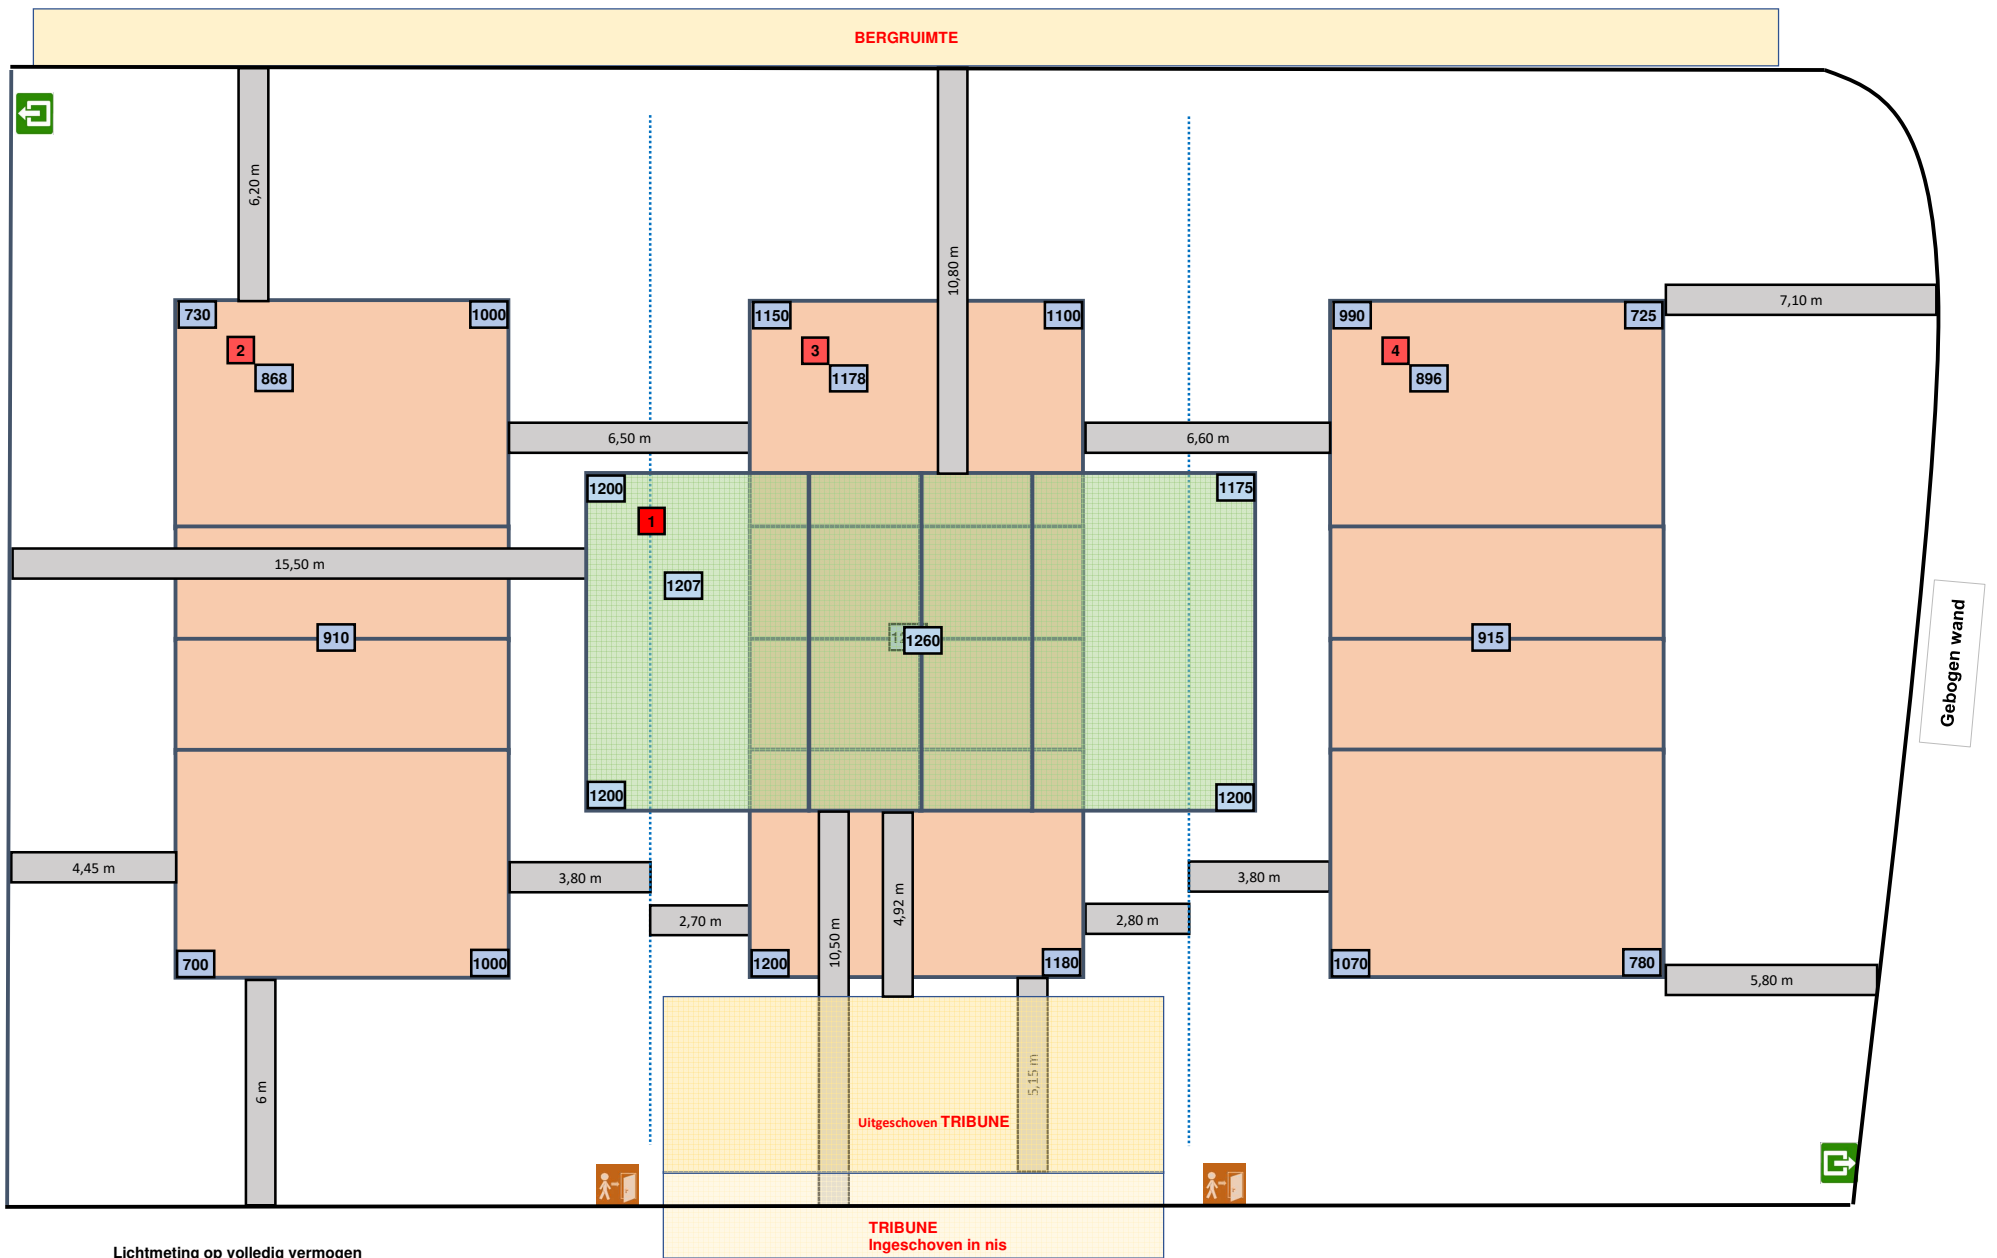 BERGRUIMTE
6,20 m
10,80 m
730
1000
1150
1100
990
725
7,10 m
2
868
3
1178
4
896
6,50 m
6,60 m
1200
1175
1
15,50 m
1207
910
1260
915
Gebogen wand
1200
1200
4,45 m
3,80 m
3,80 m
2,70 m
4,92 m
2,80 m
10,50 m
700
1000
1200
1180
1070
780
5,80 m
6 m
5,15 m
Uitgeschoven TRIBUNE
TRIBUNE
Ingeschoven in nis
Lichtmeting op volledig vermogen